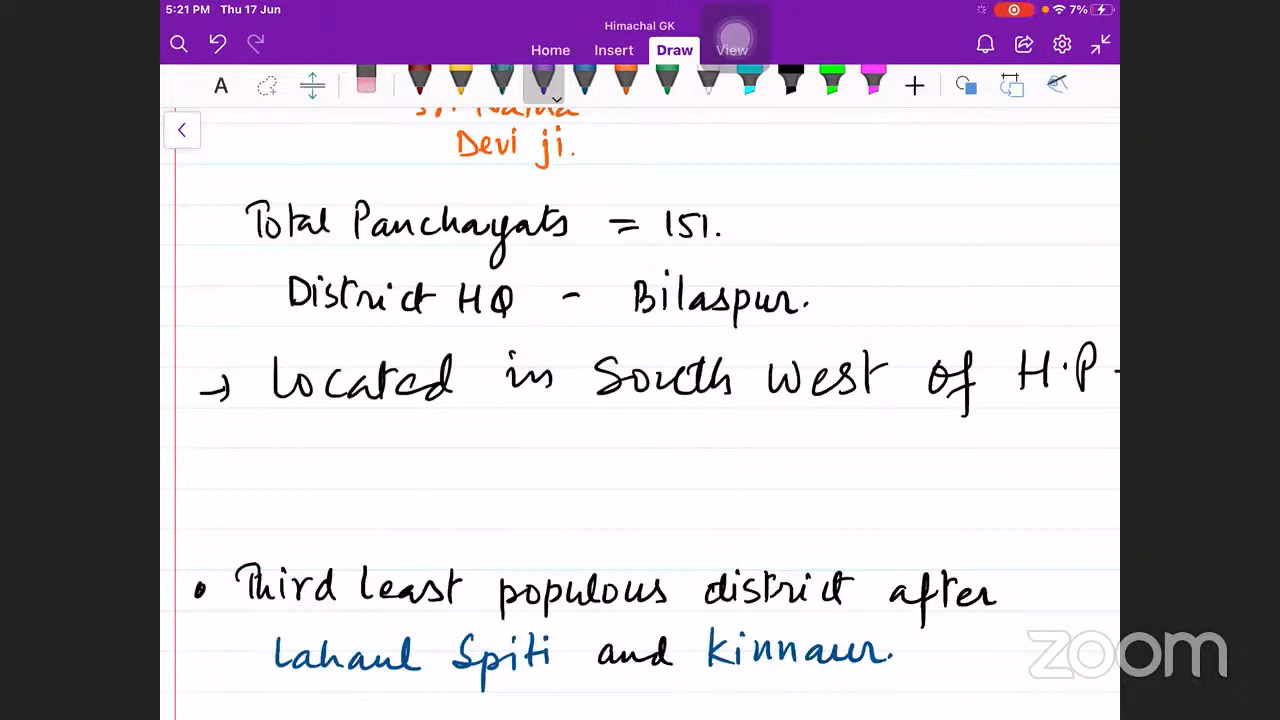 5:21 PM Thu 17 Jun
7%
Himachal GK
Home Insert Draw View
A
Devi ji.
Total Panchayats = 151.
District HQ - Bilaspur.
→ Located in South West of H.P -
• Third least populous district after
Lahaul Spiti and Kinnaur.
zoom